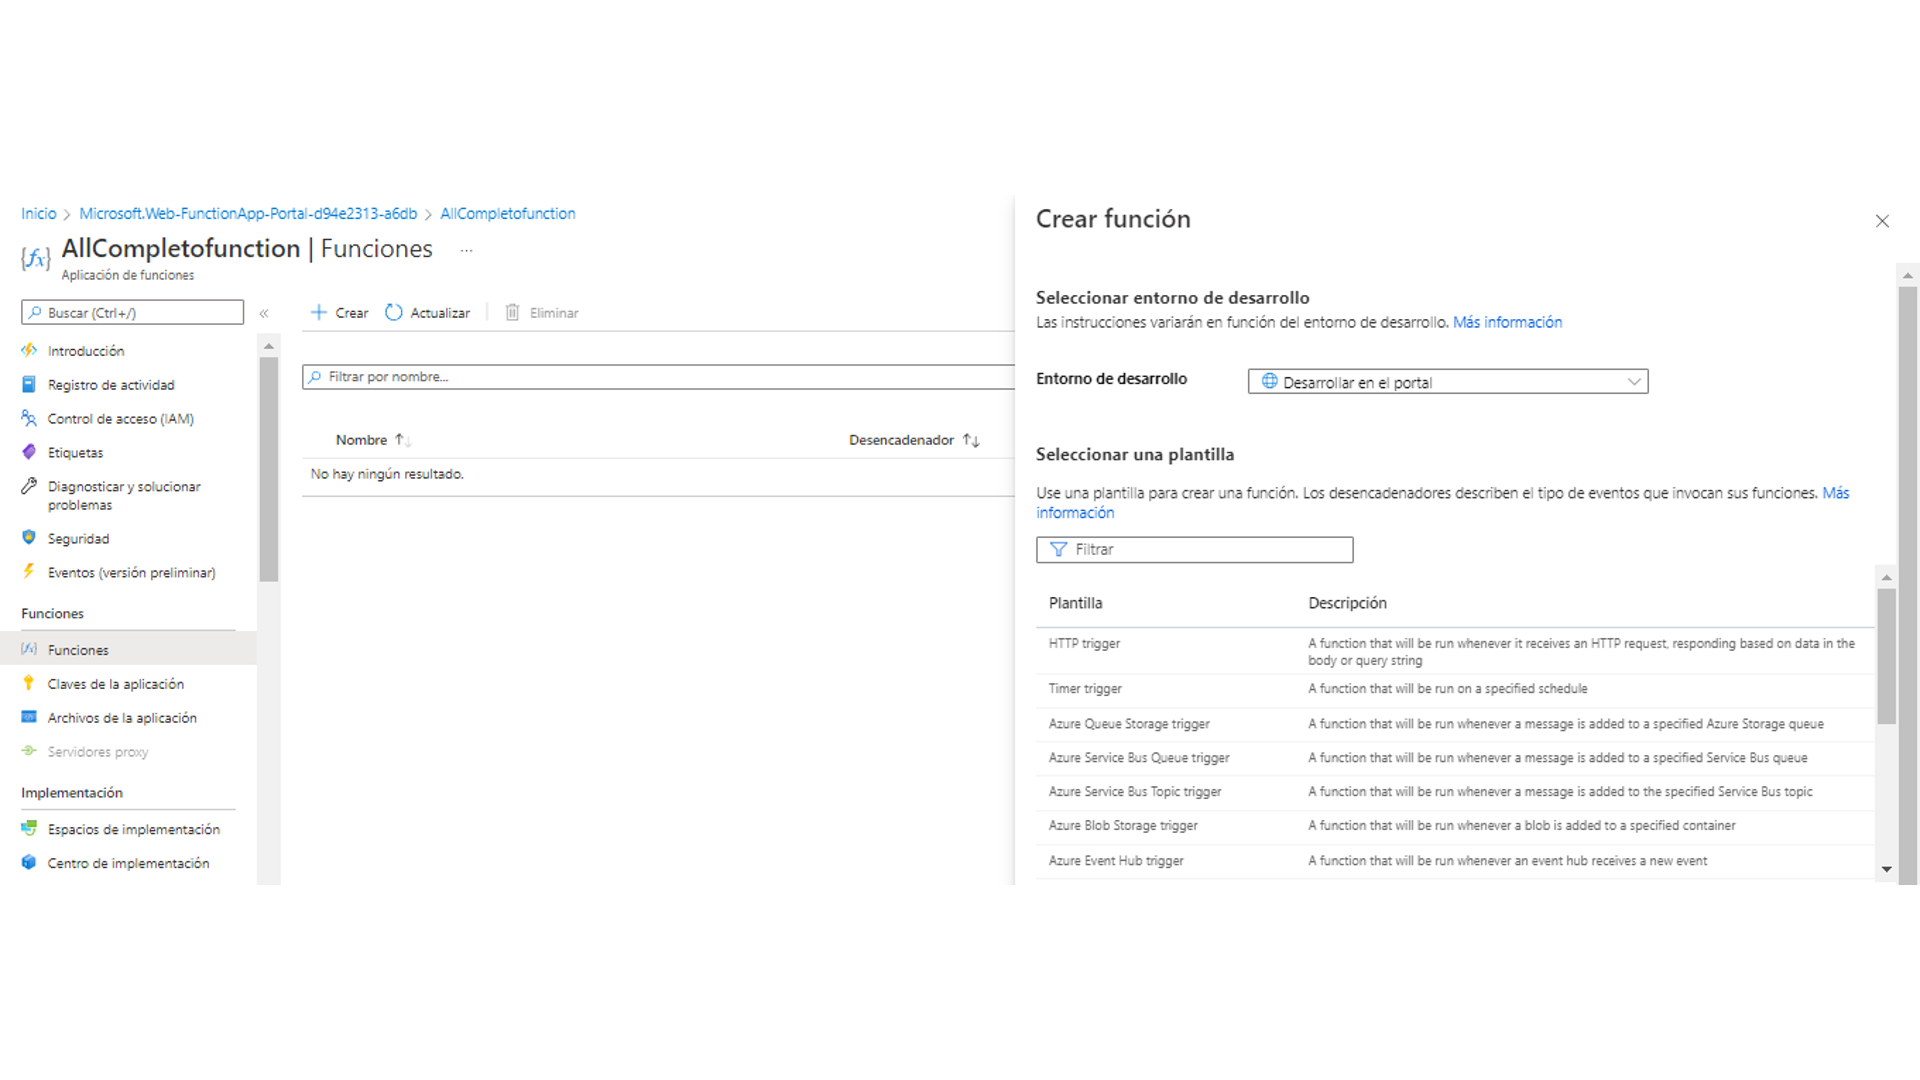 Inicio > Microsoft.Web-FunctionApp-Portal-d94e2313-a6db > AllCompletofunction
AllCompletofunction | Funciones ...
Aplicación de funciones
Buscar (Ctrl+/) «
Introducción
Registro de actividad
Control de acceso (IAM)
Etiquetas
Diagnosticar y solucionar
problemas
Seguridad
Eventos (versión preliminar)
Funciones
Funciones
Claves de la aplicación
Archivos de la aplicación
Servidores proxy
Implementación
Espacios de implementación
Centro de implementación
Crear Actualizar Eliminar
Filtrar por nombre...
Nombre ↑↓ Desencadenador ↑↓
No hay ningún resultado.
Crear función
Seleccionar entorno de desarrollo
Las instrucciones variarán en función del entorno de desarrollo. Más información
Entorno de desarrollo Desarrollar en el portal
Seleccionar una plantilla
Use una plantilla para crear una función. Los desencadenadores describen el tipo de eventos que invocan sus funciones. Más
información
Filtrar
Plantilla Descripción
HTTP trigger A function that will be run whenever it receives an HTTP request, responding based on data in the
body or query string
Timer trigger A function that will be run on a specified schedule
Azure Queue Storage trigger A function that will be run whenever a message is added to a specified Azure Storage queue
Azure Service Bus Queue trigger A function that will be run whenever a message is added to a specified Service Bus queue
Azure Service Bus Topic trigger A function that will be run whenever a message is added to the specified Service Bus topic
Azure Blob Storage trigger A function that will be run whenever a blob is added to a specified container
Azure Event Hub trigger A function that will be run whenever an event hub receives a new event